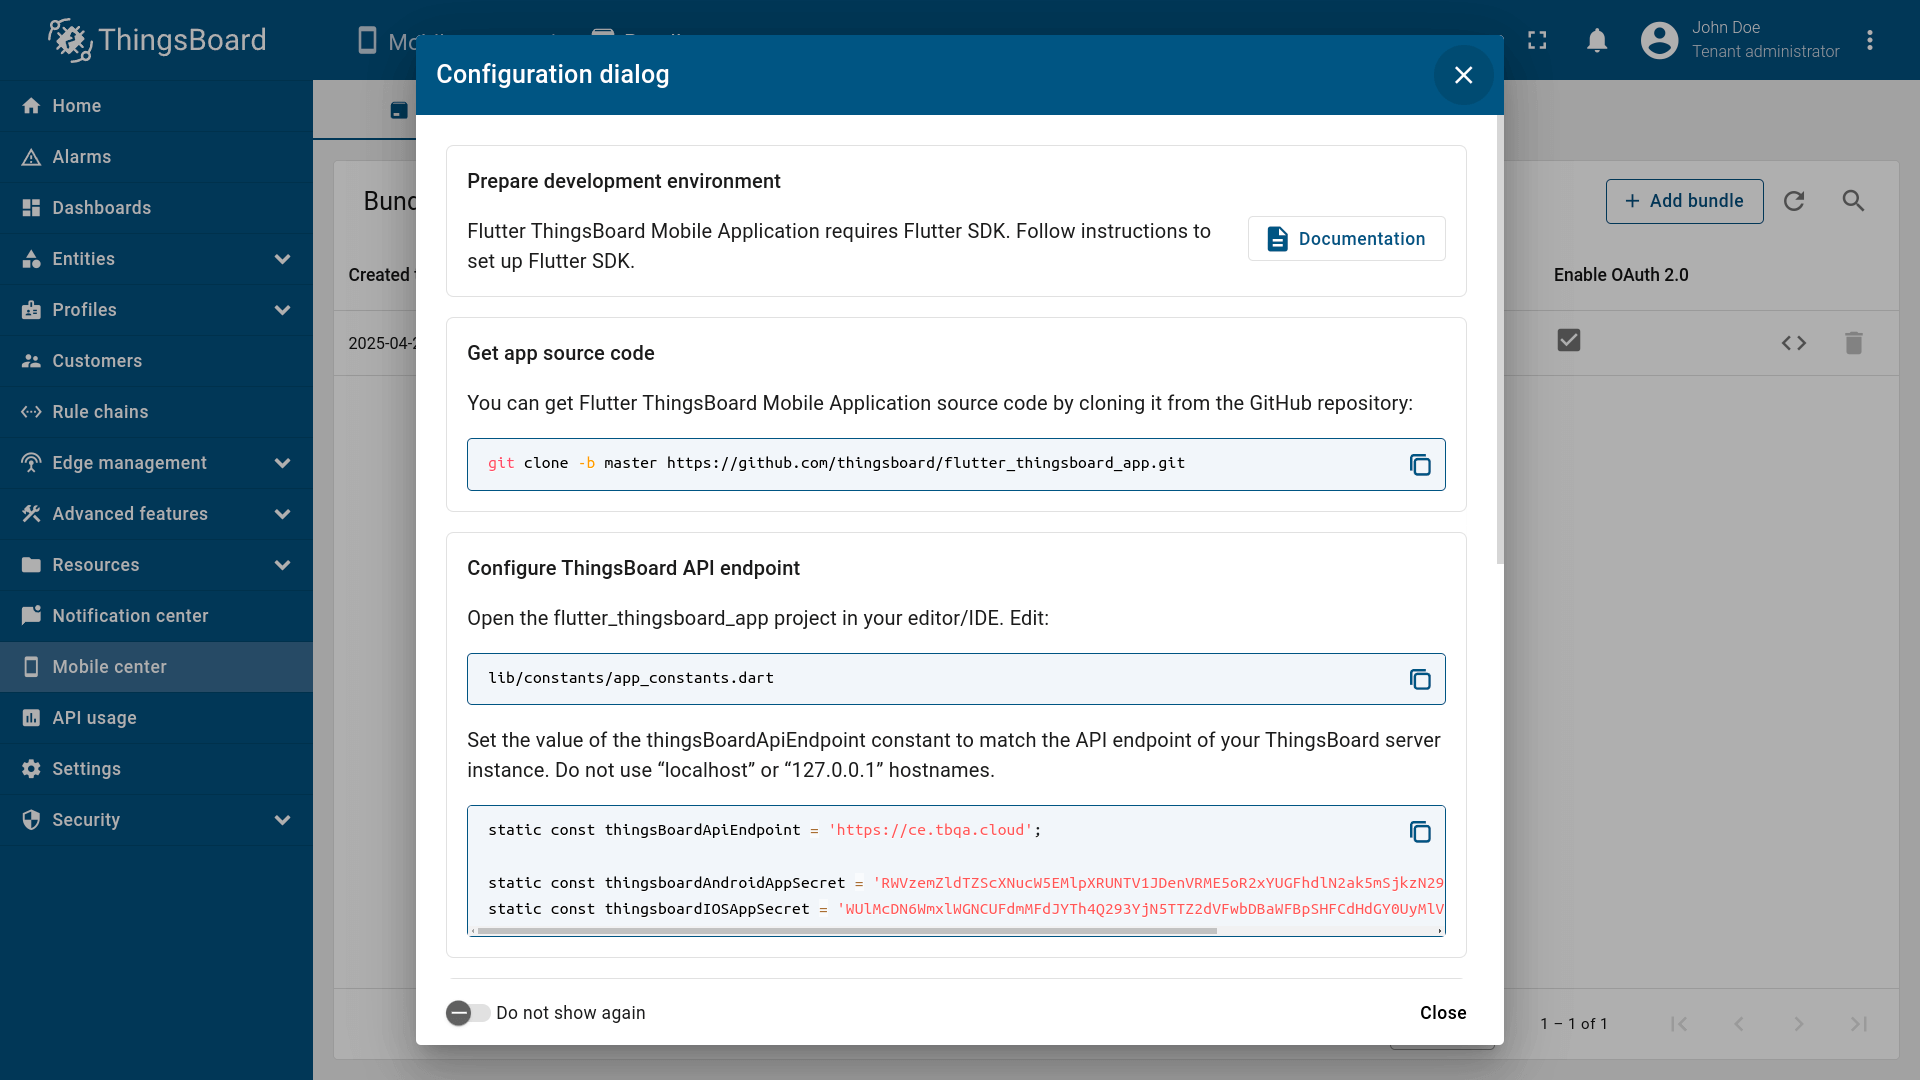 ThingsBoard
John Doe
Tenant administrator
Configuration dialog
Home
Alarms
Dashboards
Entities
Profiles
Customers
Rule chains
Edge management
Advanced features
Resources
Notification center
Mobile center
API usage
Settings
Security
Add bundle
Enable OAuth 2.0
Created
2025-04-2
Prepare development environment
Flutter ThingsBoard Mobile Application requires Flutter SDK. Follow instructions to
set up Flutter SDK.
Documentation
Get app source code
You can get Flutter ThingsBoard Mobile Application source code by cloning it from the GitHub repository:
git clone -b master https://github.com/thingsboard/flutter_thingsboard_app.git
Configure ThingsBoard API endpoint
Open the flutter_thingsboard_app project in your editor/IDE. Edit:
lib/constants/app_constants.dart
Set the value of the thingsBoardApiEndpoint constant to match the API endpoint of your ThingsBoard server
instance. Do not use “localhost” or “127.0.0.1” hostnames.
static const thingsBoardApiEndpoint = 'https://ce.tbqa.cloud';
static const thingsboardAndroidAppSecret = 'RWVzemZldTZScXNucW5EMlpXRUNTV1JDenVRME5oR2xYUGFhdlN2ak5mSjkzN29
static const thingsboardIOSAppSecret = 'WUlMcDN6WmxlWGNCUFdmMFdJYTh4Q293YjN5TTZ2dVFwbDBaWFBpSHFCdHdGY0UyMlV
Do not show again
Close
1 – 1 of 1